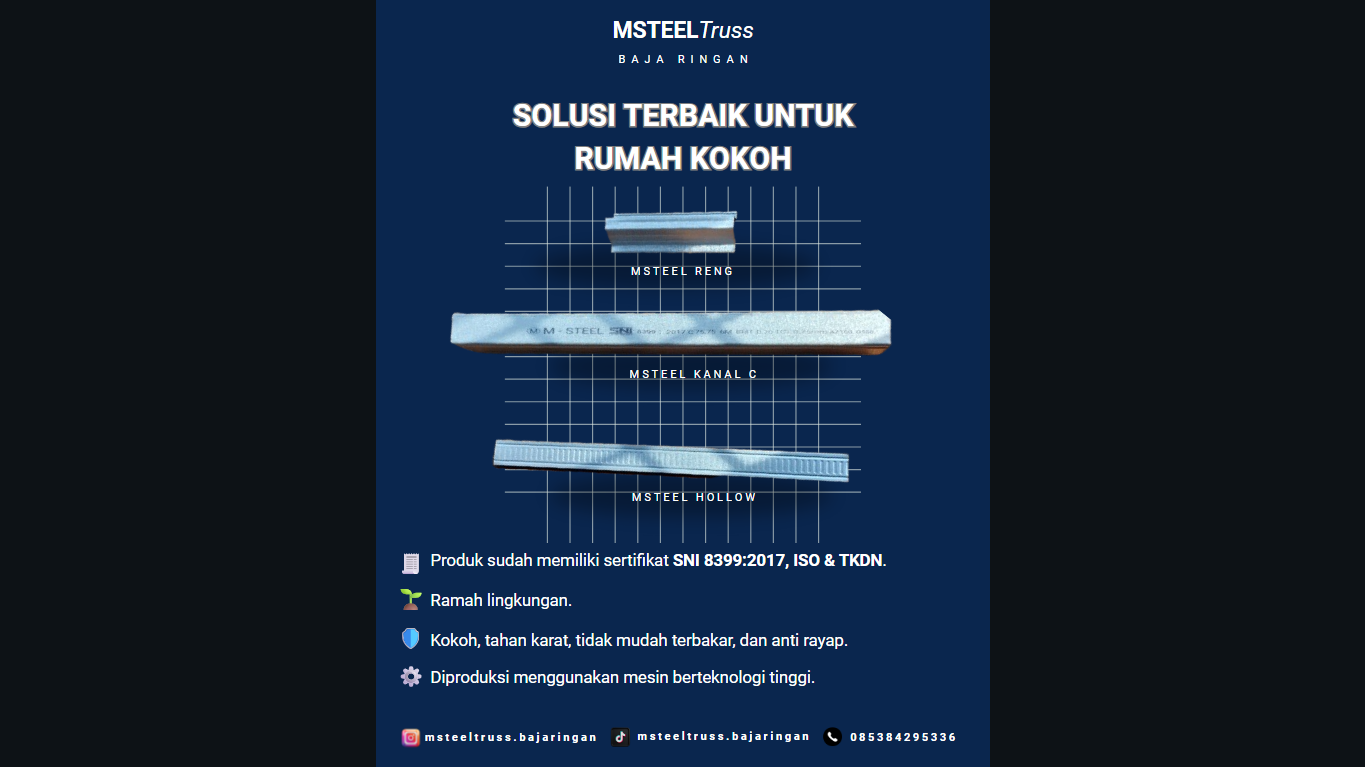 MSTEELTruss
BAJA RINGAN
SOLUSI TERBAIK UNTUK
RUMAH KOKOH
MSTEEL RENG
M M - STEEL SNI 8399 : 2017
MSTEEL KANAL C
MSTEEL HOLLOW
Produk sudah memiliki sertifikat SNI 8399:2017, ISO & TKDN.
Ramah lingkungan.
Kokoh, tahan karat, tidak mudah terbakar, dan anti rayap.
Diproduksi menggunakan mesin berteknologi tinggi.
msteeltruss.bajaringan msteeltruss.bajaringan 085384295336